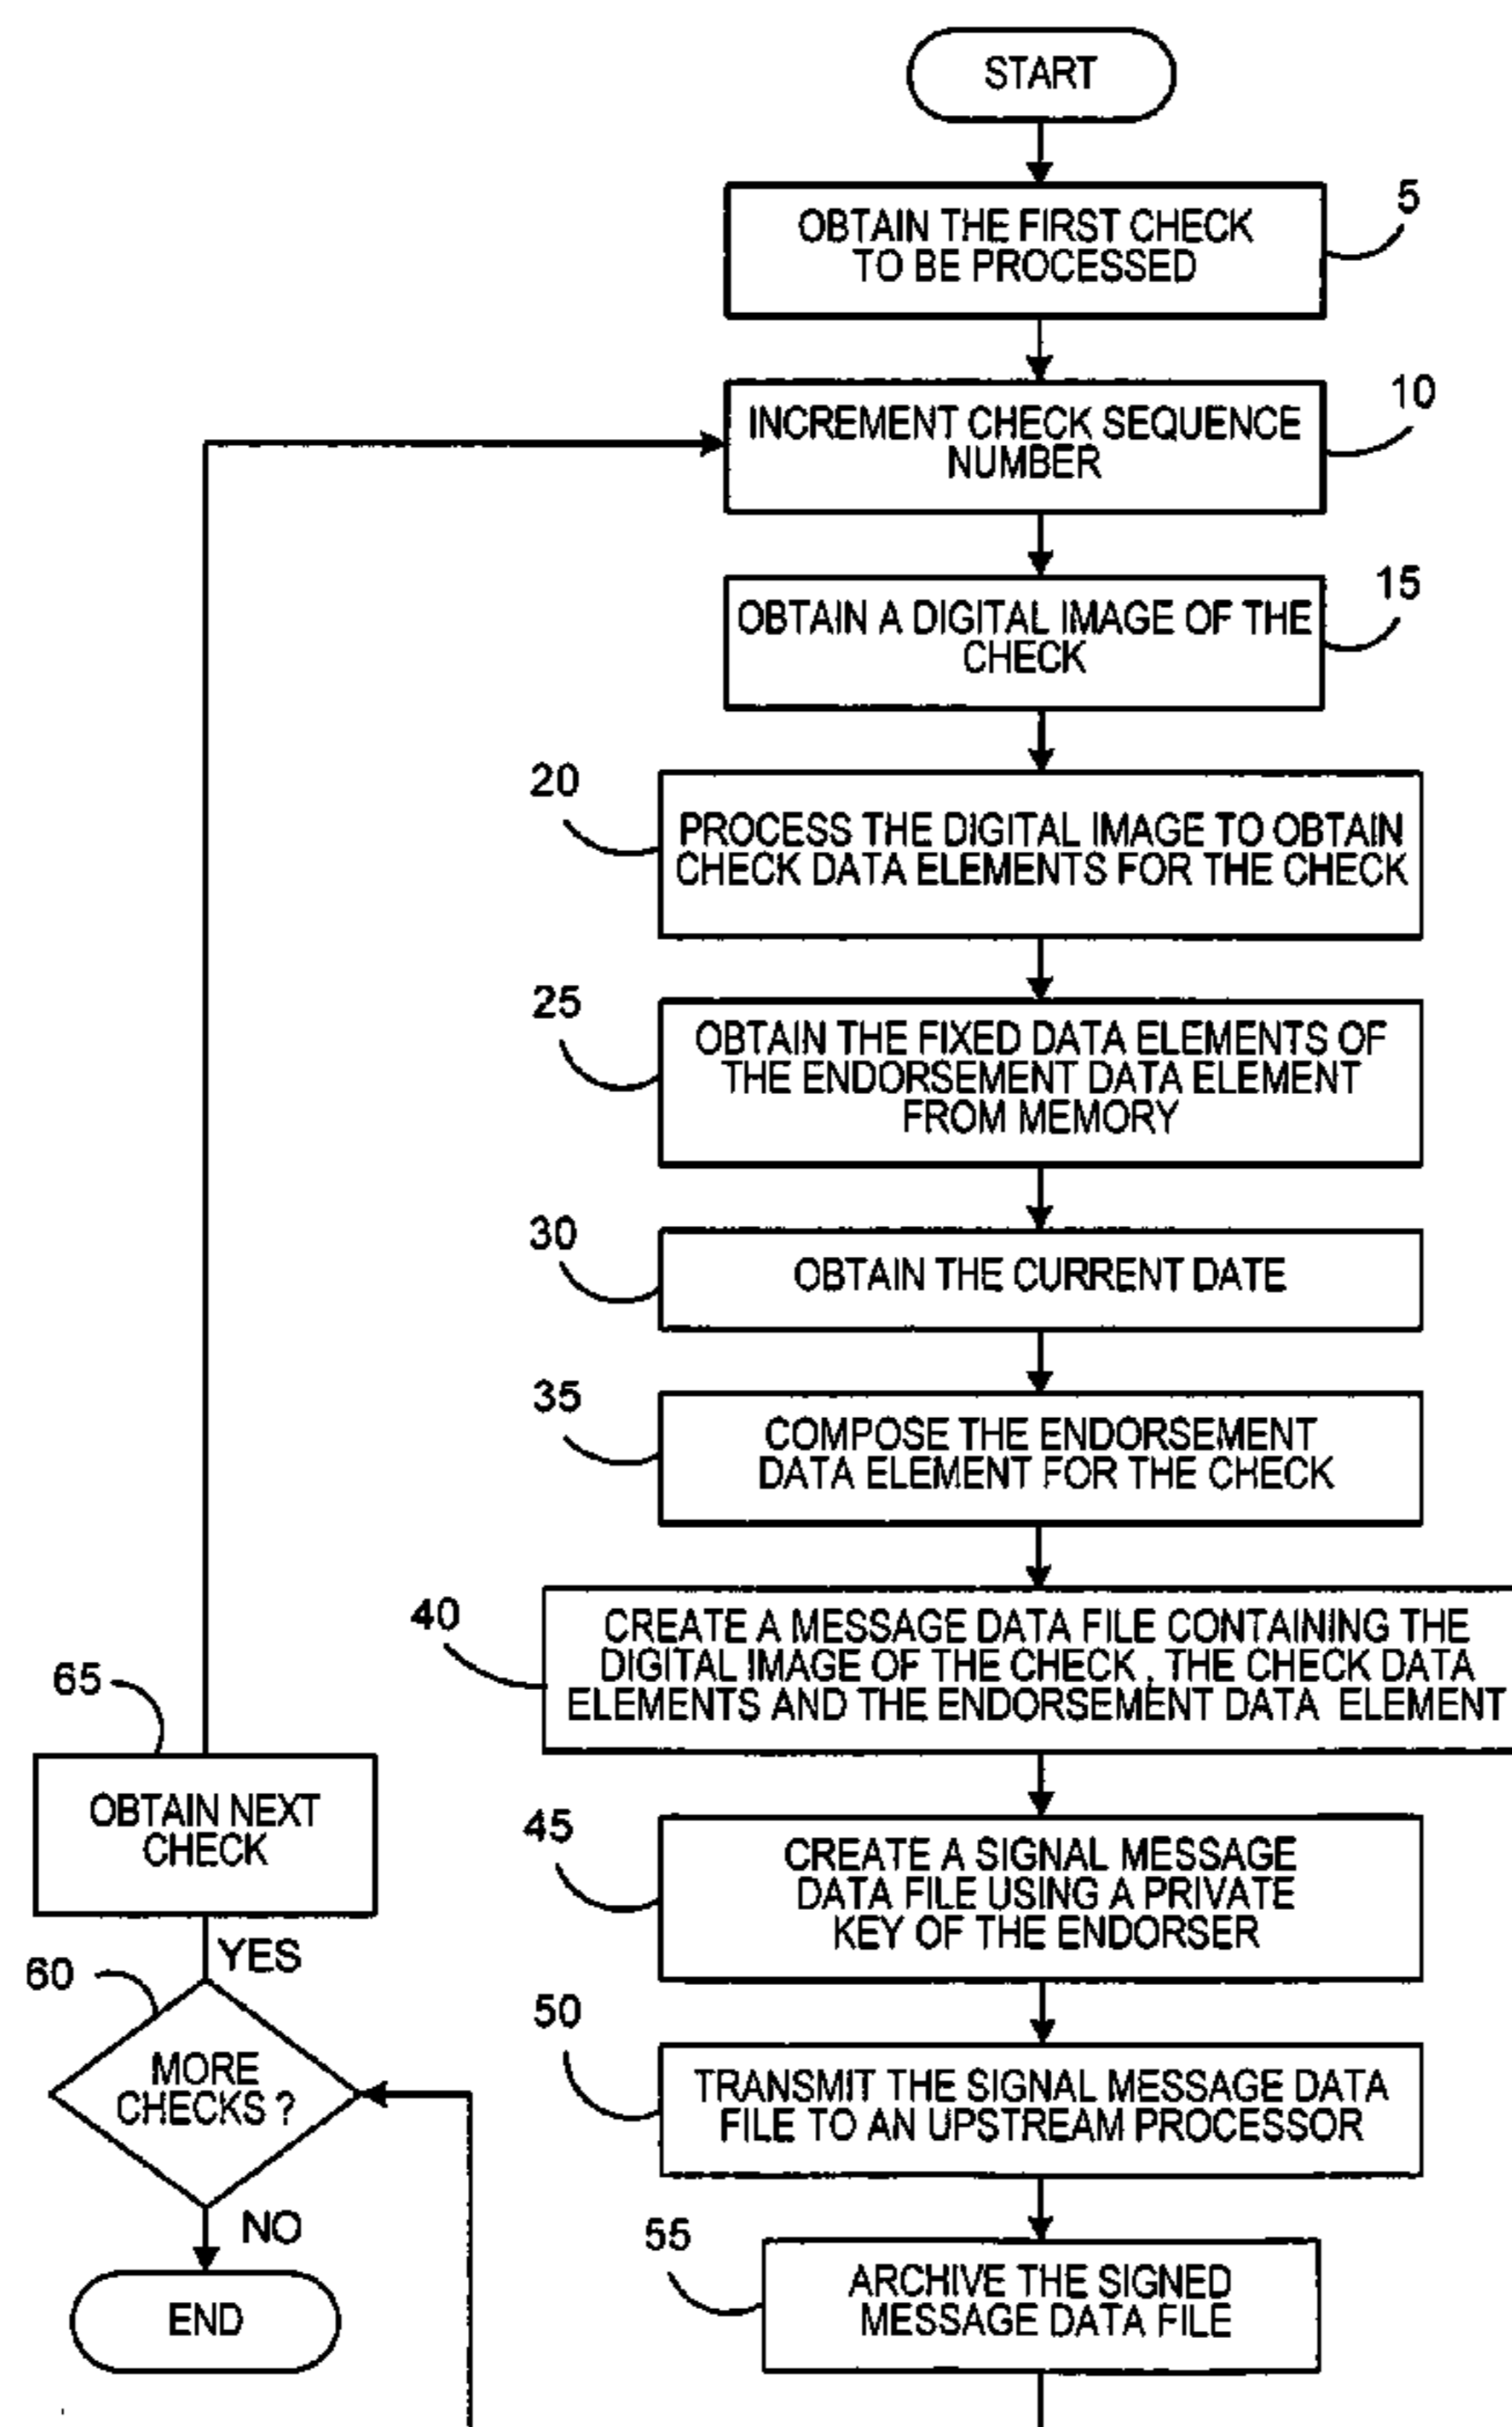 START
OBTAIN THE FIRST CHECK
TO BE PROCESSED
5
INCREMENT CHECK SEQUENCE
NUMBER
10
OBTAIN A DIGITAL IMAGE OF THE
CHECK
15
20
PROCESS THE DIGITAL IMAGE TO OBTAIN
CHECK DATA ELEMENTS FOR THE CHECK
25
OBTAIN THE FIXED DATA ELEMENTS OF
THE ENDORSEMENT DATA ELEMENT
FROM MEMORY
30
OBTAIN THE CURRENT DATE
35
COMPOSE THE ENDORSEMENT
DATA ELEMENT FOR THE CHECK
40
CREATE A MESSAGE DATA FILE CONTAINING THE
DIGITAL IMAGE OF THE CHECK , THE CHECK DATA
ELEMENTS AND THE ENDORSEMENT DATA ELEMENT
45
CREATE A SIGNAL MESSAGE
DATA FILE USING A PRIVATE
KEY OF THE ENDORSER
50
TRANSMIT THE SIGNAL MESSAGE DATA
FILE TO AN UPSTREAM PROCESSOR
55
ARCHIVE THE SIGNED
MESSAGE DATA FILE
65
OBTAIN NEXT
CHECK
YES
60
MORE
CHECKS ?
NO
END